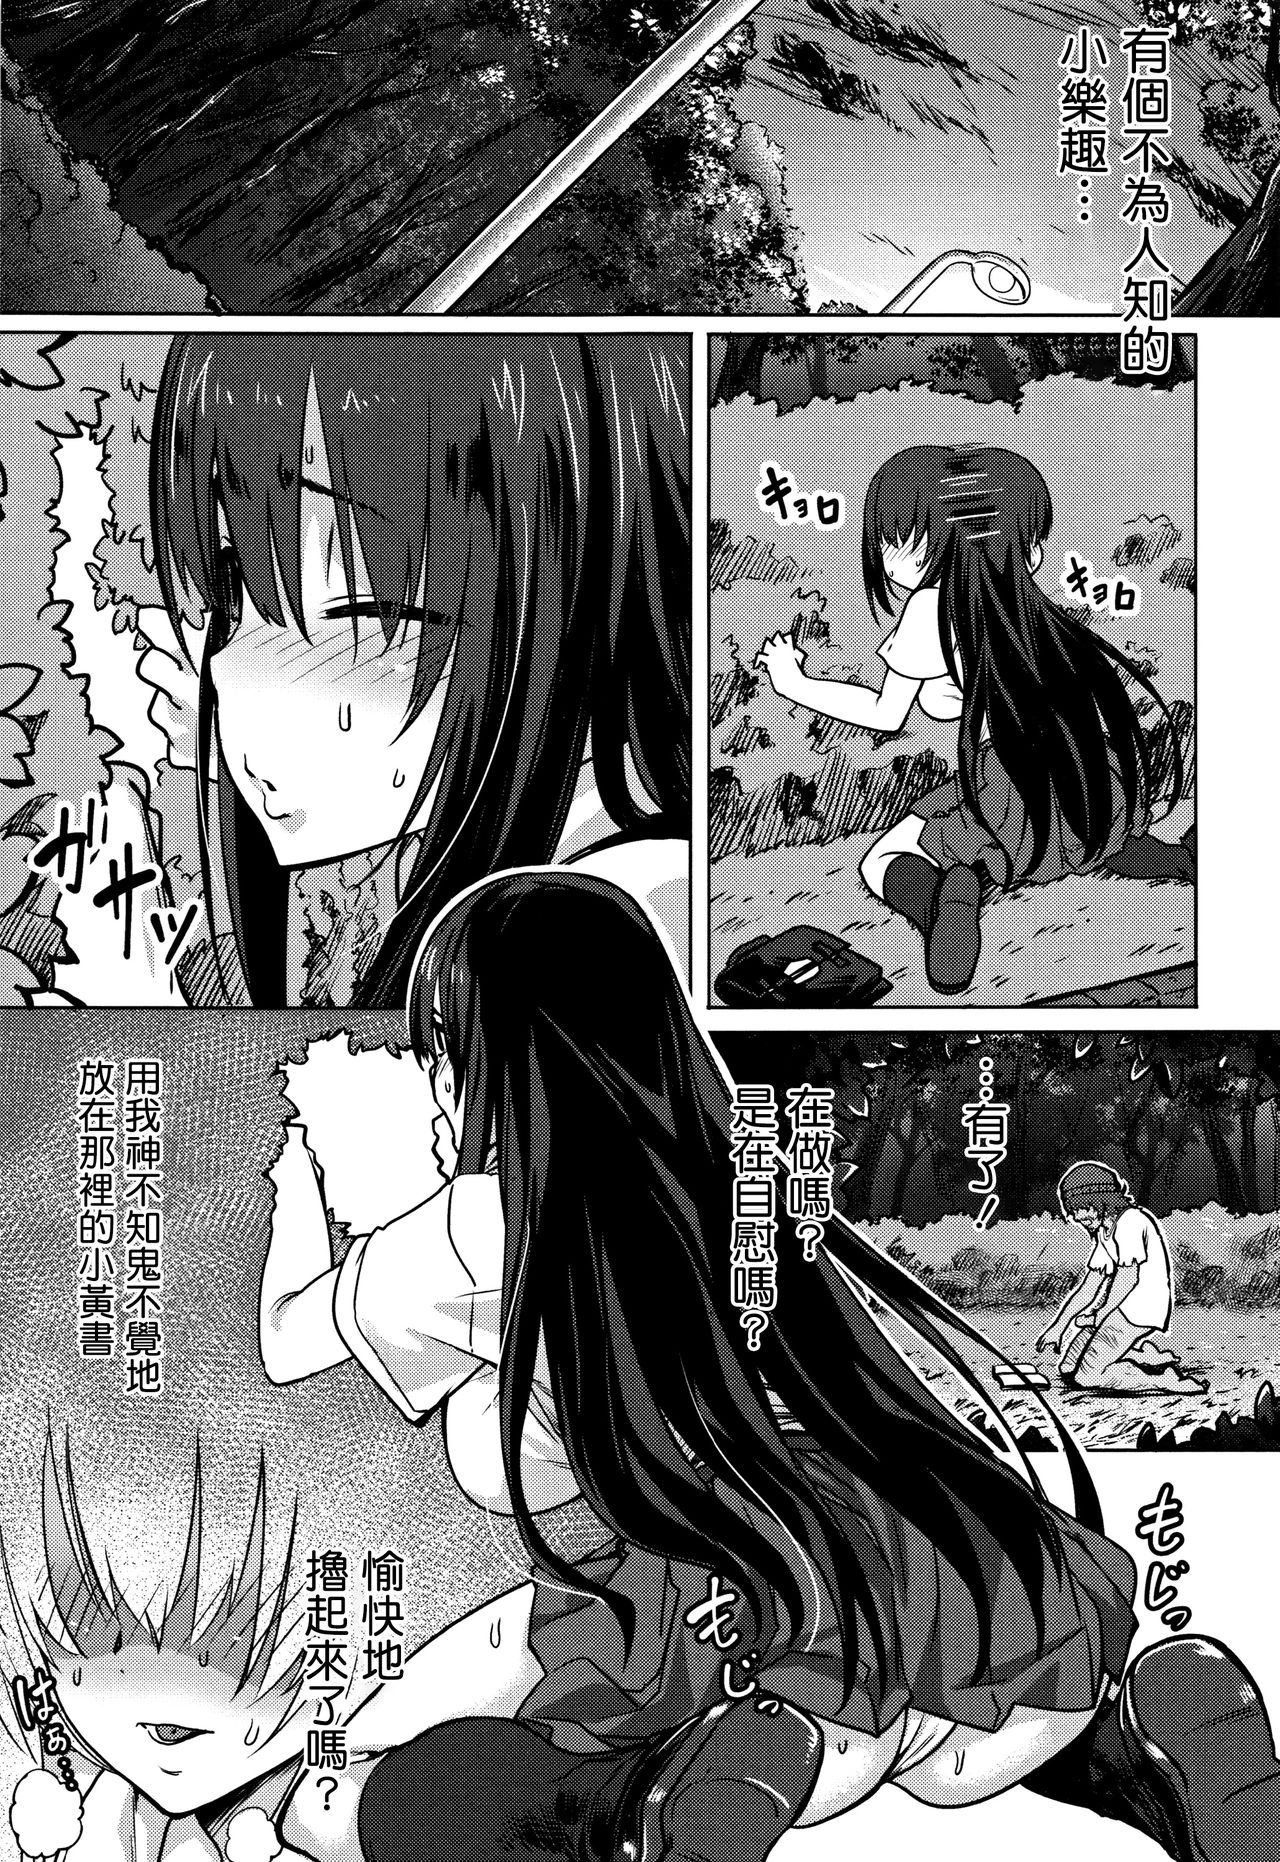 有個不為人知的
小樂趣…
キョロ
キョロ
ガサッ
…有了！
在做嗎？
是在自慰嗎？
用我神不知鬼不覺地
放在那裡的小黃書
愉快地
擼起來了嗎？
もじっ
もじっ
はぁ…